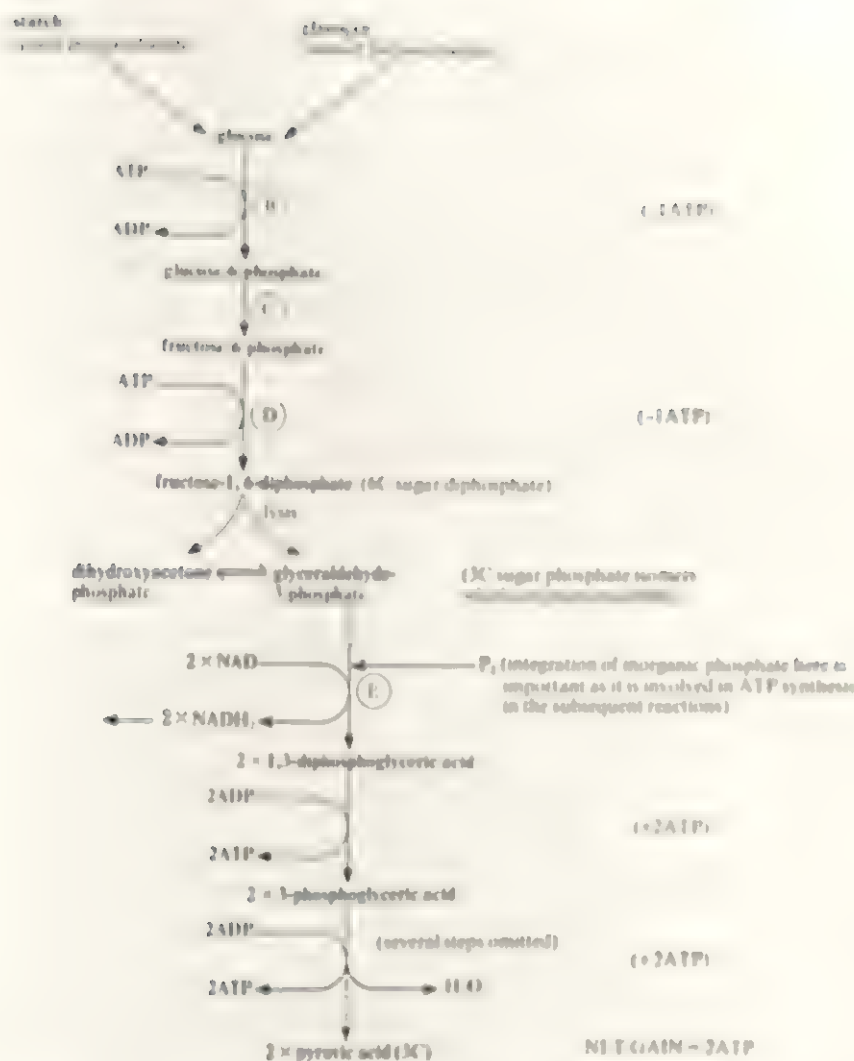 starch
glycogen
glucose
ATP
(B)
(-1ATP)
ADP
glucose 6 phosphate
(C)
fructose 6 phosphate
ATP
(D)
(-1ATP)
ADP
fructose-1, 6-diphosphate (6C sugar diphosphate)
lysis
dihydroxyacetone
phosphate
glyceraldehyde-
phosphate
(3C sugar phosphate isomers
2 × NAD
Pi (integration of inorganic phosphate here is
important as it is involved in ATP synthesis
in the subsequent reactions)
(E)
2 × NADH2
2 × 1,3-diphosphoglyceric acid
2ADP
(+2ATP)
2ATP
2 × 3-phosphoglyceric acid
2ADP
(several steps omitted)
(+2ATP)
2ATP
H2O
2 × pyruvic acid (3C)
NET GAIN = 2ATP